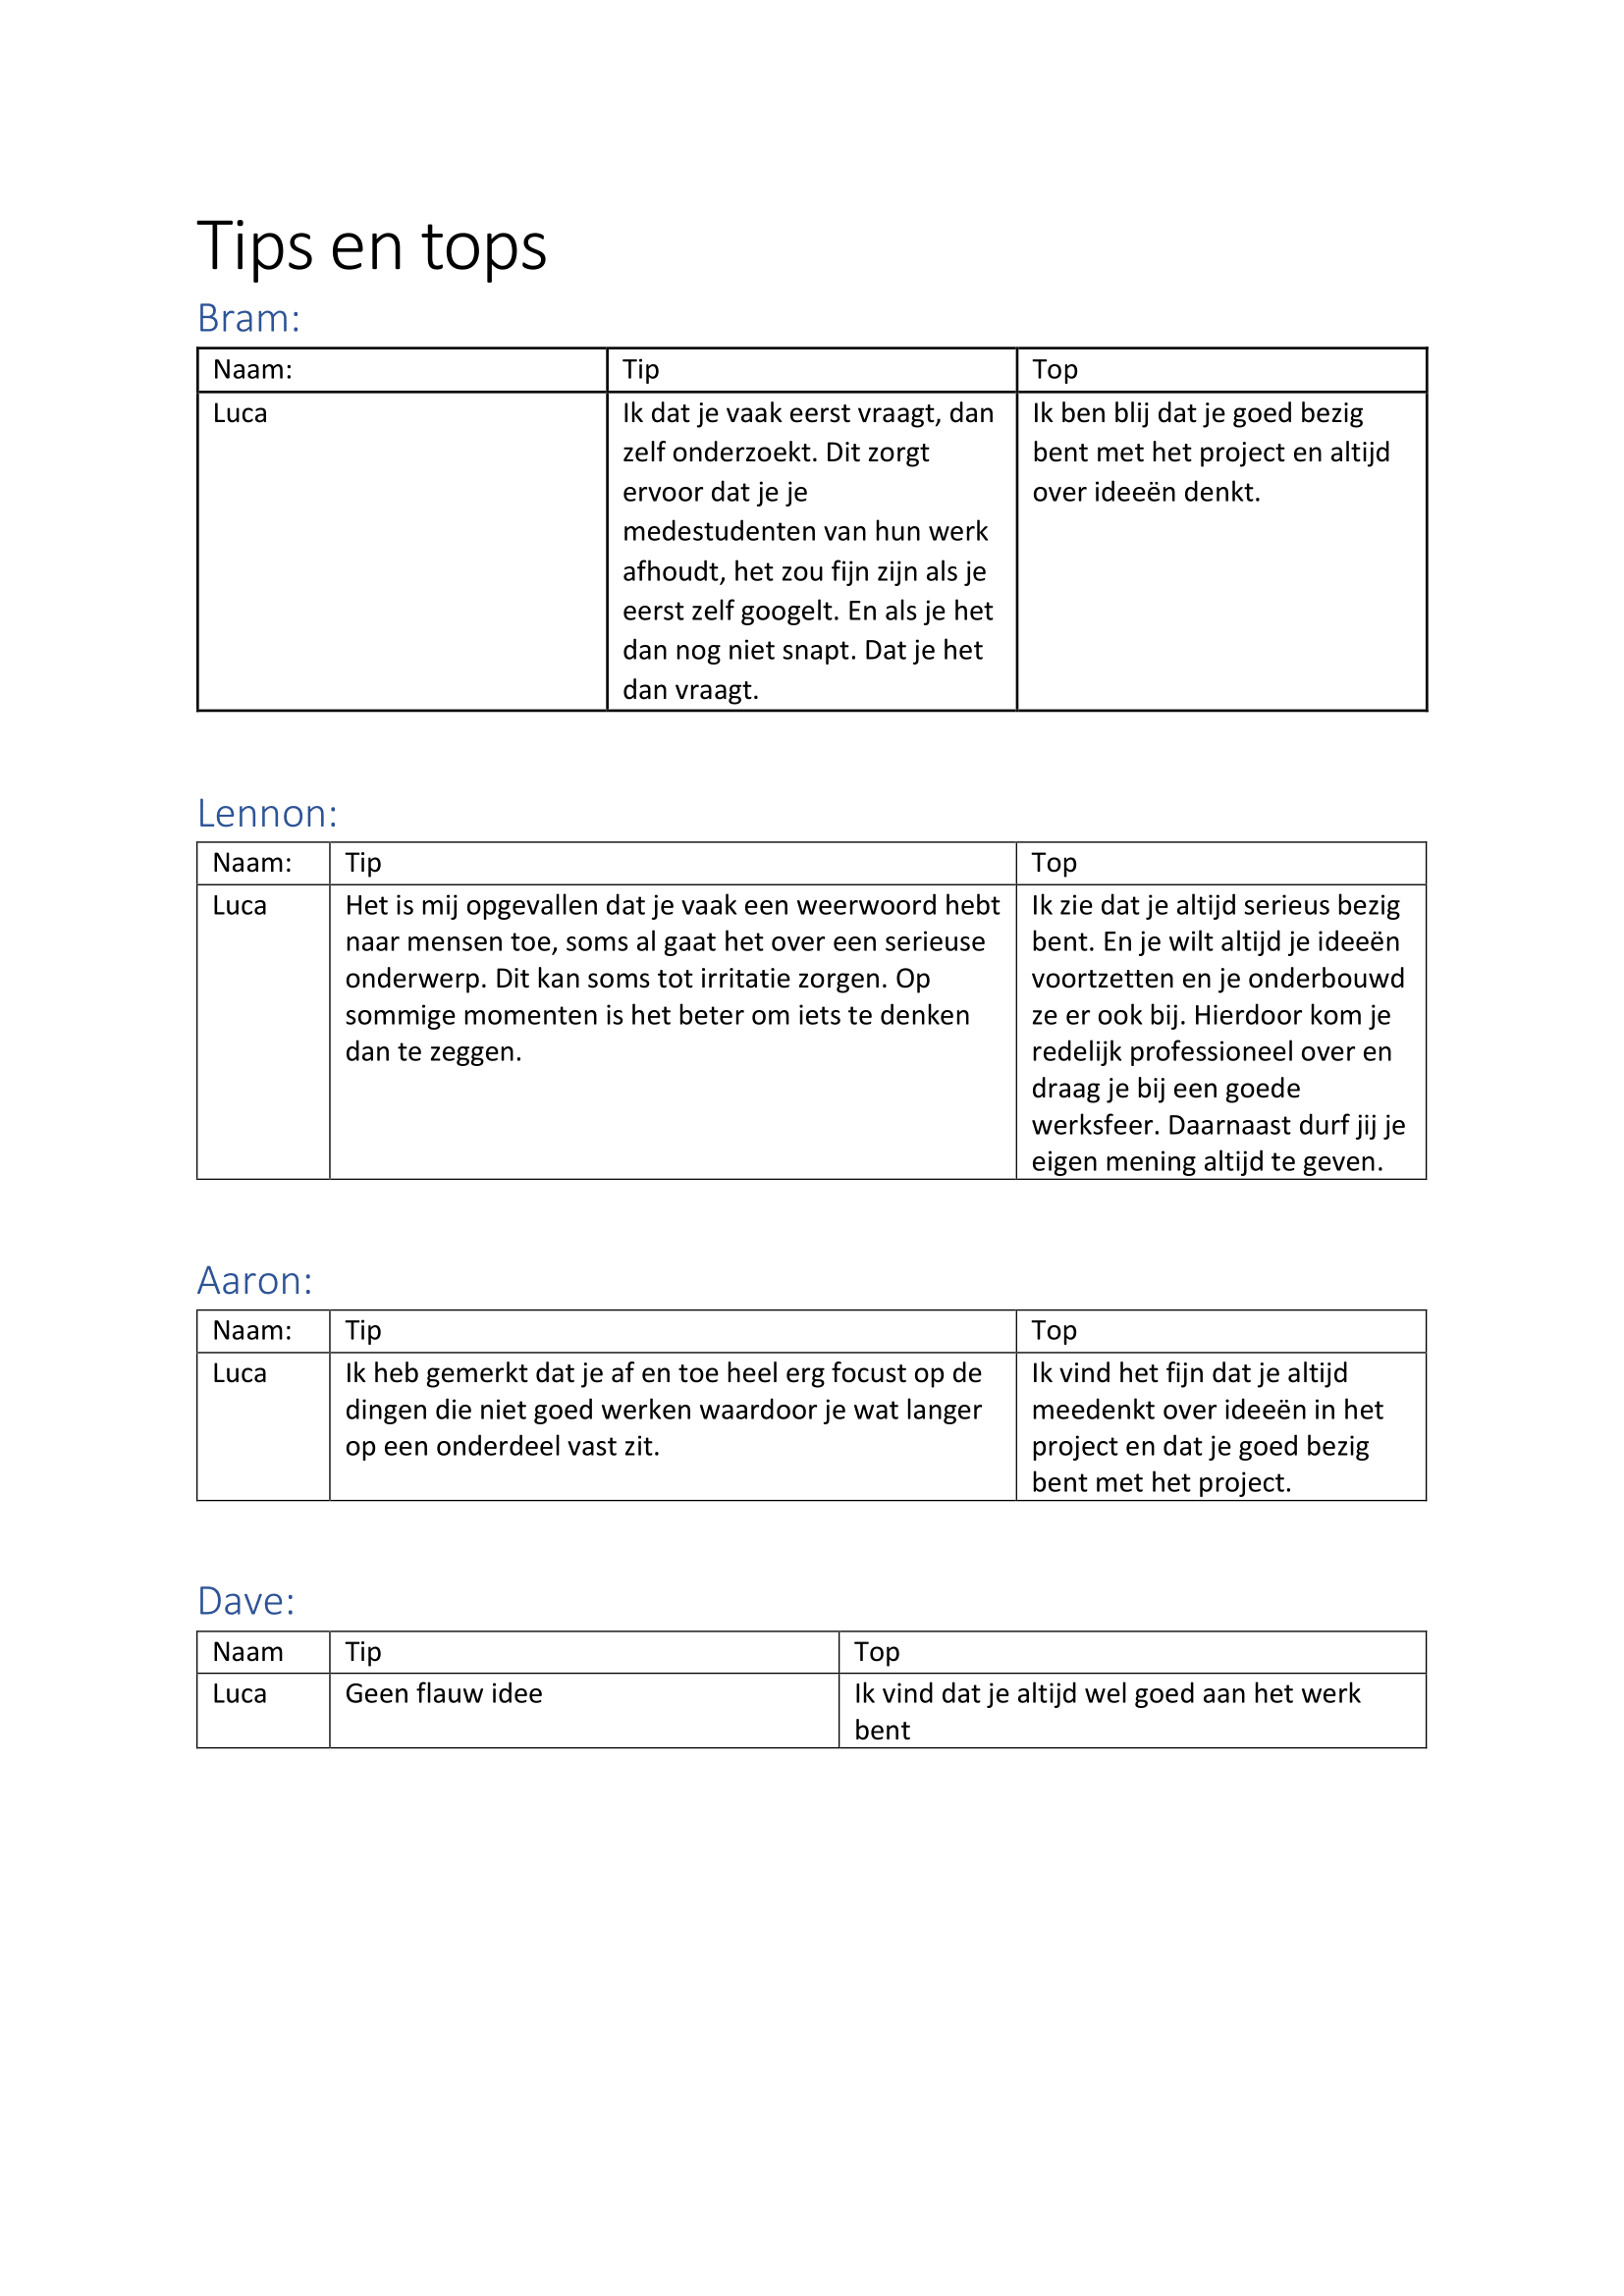 Tips en tops
Bram:
Naam: Tip Top
Luca Ik dat je vaak eerst vraagt, dan Ik ben blij dat je goed bezig
zelf onderzoekt. Dit zorgt bent met het project en altijd
ervoor dat je je over ideeën denkt.
medestudenten van hun werk
afhoudt, het zou fijn zijn als je
eerst zelf googelt. En als je het
dan nog niet snapt. Dat je het
dan vraagt.
Lennon:
Naam: Tip Top
Luca Het is mij opgevallen dat je vaak een weerwoord hebt Ik zie dat je altijd serieus bezig
naar mensen toe, soms al gaat het over een serieuse bent. En je wilt altijd je ideeën
onderwerp. Dit kan soms tot irritatie zorgen. Op voortzetten en je onderbouwd
sommige momenten is het beter om iets te denken ze er ook bij. Hierdoor kom je
dan te zeggen. redelijk professioneel over en
draag je bij een goede
werksfeer. Daarnaast durf jij je
eigen mening altijd te geven.
Aaron:
Naam: Tip Top
Luca Ik heb gemerkt dat je af en toe heel erg focust op de Ik vind het fijn dat je altijd
dingen die niet goed werken waardoor je wat langer meedenkt over ideeën in het
op een onderdeel vast zit. project en dat je goed bezig
bent met het project.
Dave:
Naam Tip Top
Luca Geen flauw idee Ik vind dat je altijd wel goed aan het werk
bent